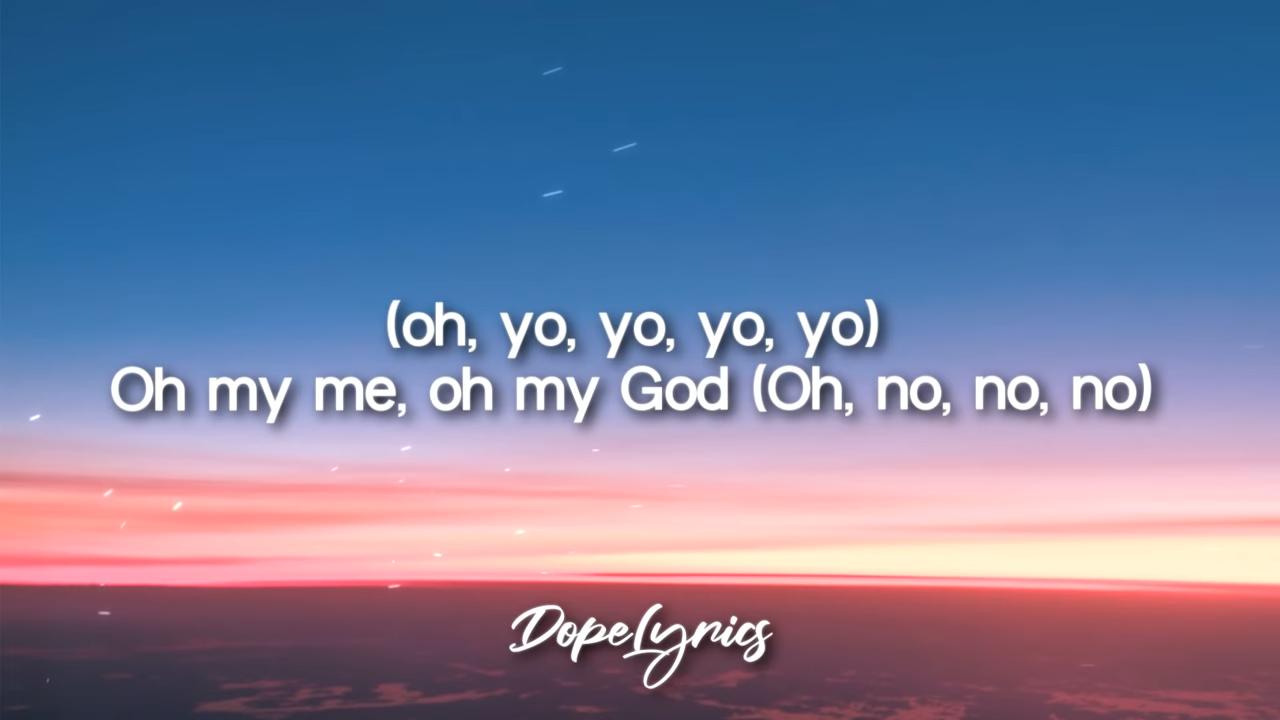 (oh, yo, yo, yo, yo)
Oh my me, oh my God (Oh, no, no, no)
DopeLyrics